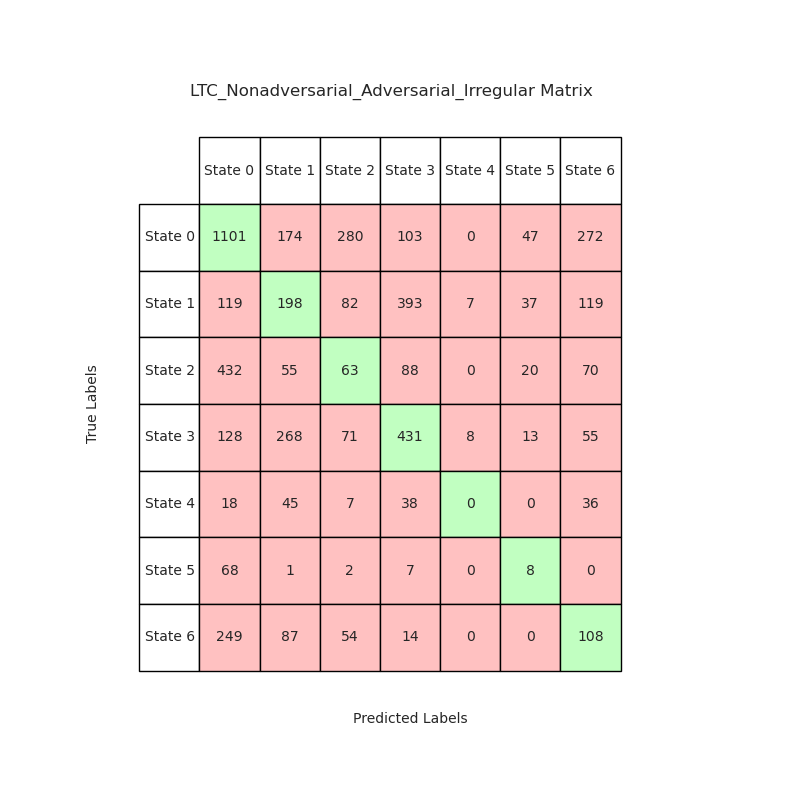 LTC_Nonadversarial_Adversarial_Irregular Matrix
State 0 State 1 State 2 State 3 State 4 State 5 State 6
State 0 1101 174 280 103 0 47 272
State 1 119 198 82 393 7 37 119
State 2 432 55 63 88 0 20 70
State 3 128 268 71 431 8 13 55
State 4 18 45 7 38 0 0 36
State 5 68 1 2 7 0 8 0
State 6 249 87 54 14 0 0 108
True Labels
Predicted Labels